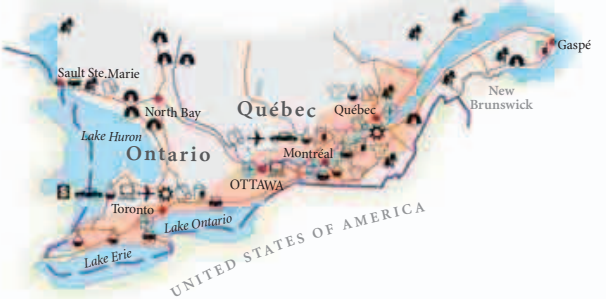 Gaspé
Sault Ste. Marie
New
Brunswick
North Bay
Québec
Québec
Lake Huron
Ontario
Montréal
OTTAWA
Toronto
Lake Ontario
Lake Erie
UNITED STATES OF AMERICA